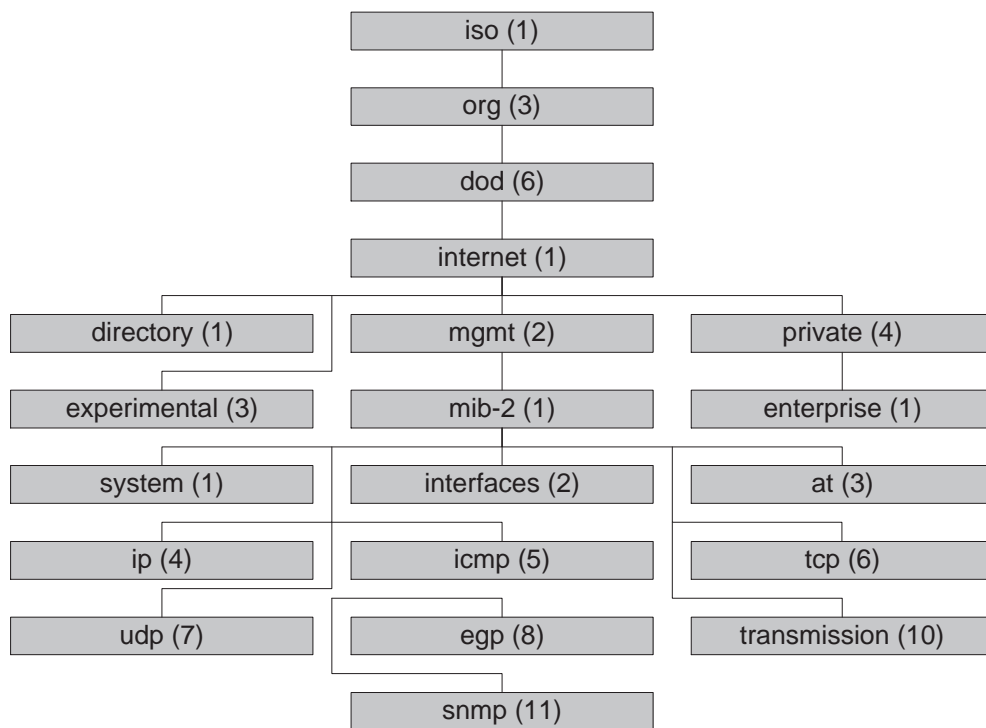 iso (1)
org (3)
dod (6)
internet (1)
directory (1)
mgmt (2)
private (4)
experimental (3)
mib-2 (1)
enterprise (1)
system (1)
interfaces (2)
at (3)
ip (4)
icmp (5)
tcp (6)
udp (7)
egp (8)
transmission (10)
snmp (11)